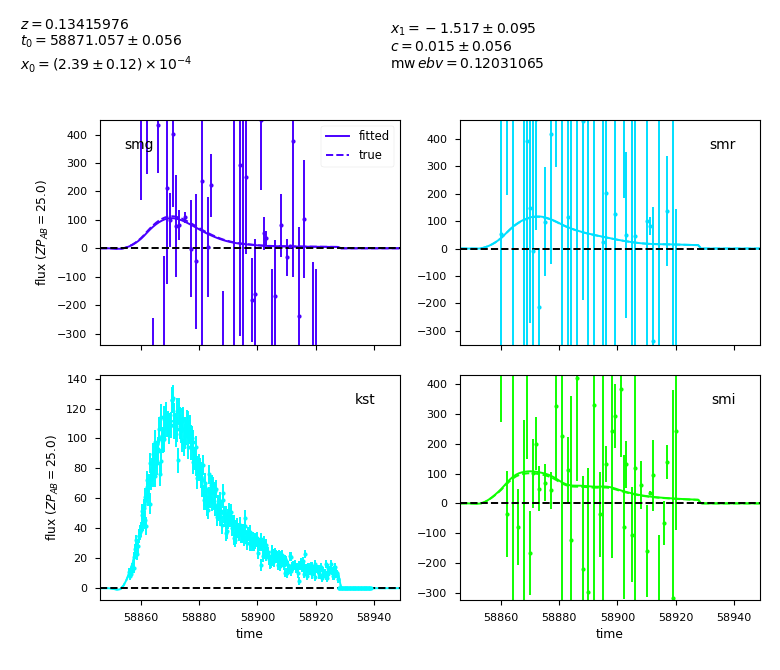 z = 0.13415976
t₀ = 58871.057 ± 0.056
x₀ = (2.39 ± 0.12) × 10⁻⁴
x₁ = −1.517 ± 0.095
c = 0.015 ± 0.056
mw ebv = 0.12031065
smg
fitted
true
400
300
200
100
0
−100
−200
−300
flux (ZP_AB = 25.0)
smr
400
300
200
100
0
−100
−200
−300
kst
140
120
100
80
60
40
20
0
flux (ZP_AB = 25.0)
58860 58880 58900 58920 58940
time
smi
400
300
200
100
0
−100
−200
−300
58860 58880 58900 58920 58940
time